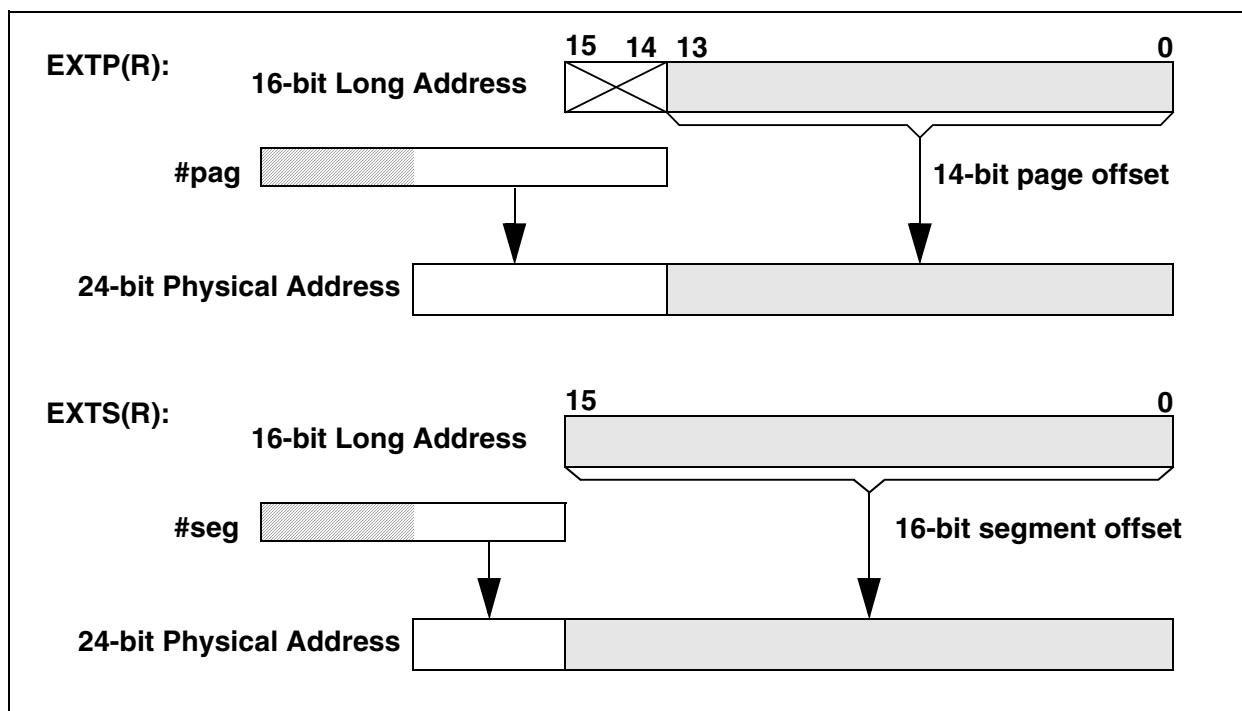 EXTP(R):
15 14 13 0
16-bit Long Address
#pag
14-bit page offset
24-bit Physical Address
EXTS(R):
15 0
16-bit Long Address
#seg
16-bit segment offset
24-bit Physical Address